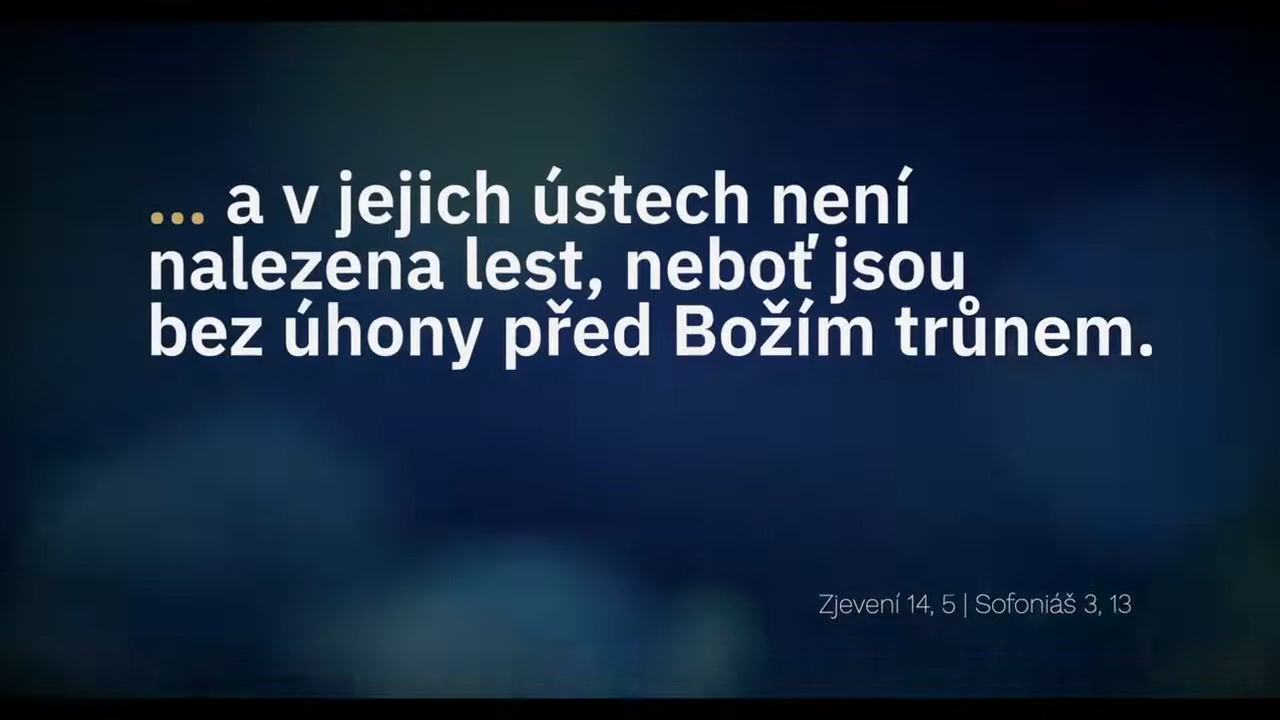 ... a v jejich ústech není
nalezena lest, neboť jsou
bez úhony před Božím trůnem.
Zjevení 14, 5 | Sofoniáš 3, 13